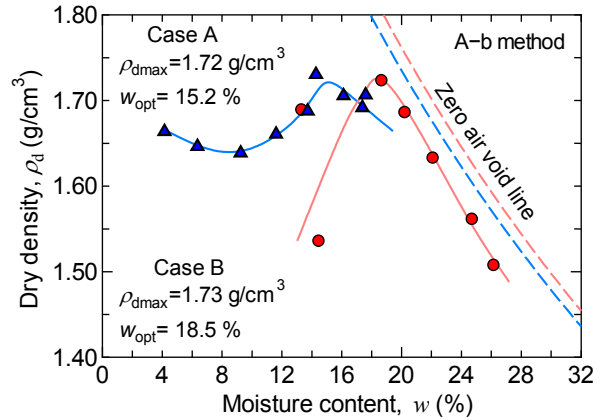 1.80
1.70
1.60
1.50
1.40
Dry density, ρd (g/cm³)
Case A
ρdmax=1.72 g/cm³
wopt= 15.2 %
A−b method
Zero air void line
Case B
ρdmax=1.73 g/cm³
wopt= 18.5 %
0 4 8 12 16 20 24 28 32
Moisture content, w (%)